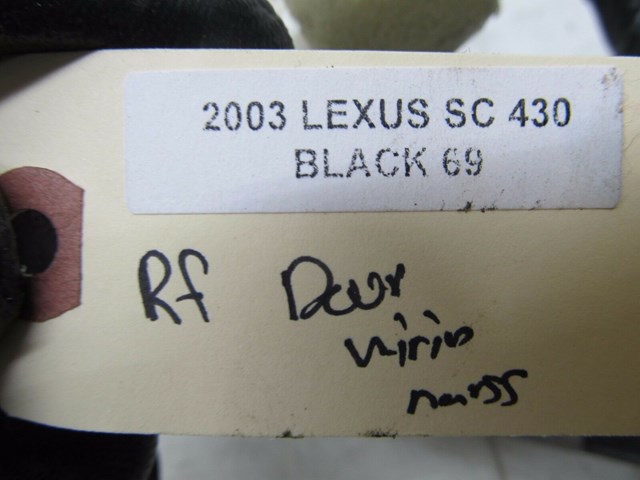 2003 LEXUS SC 430
BLACK 69
Rf Door